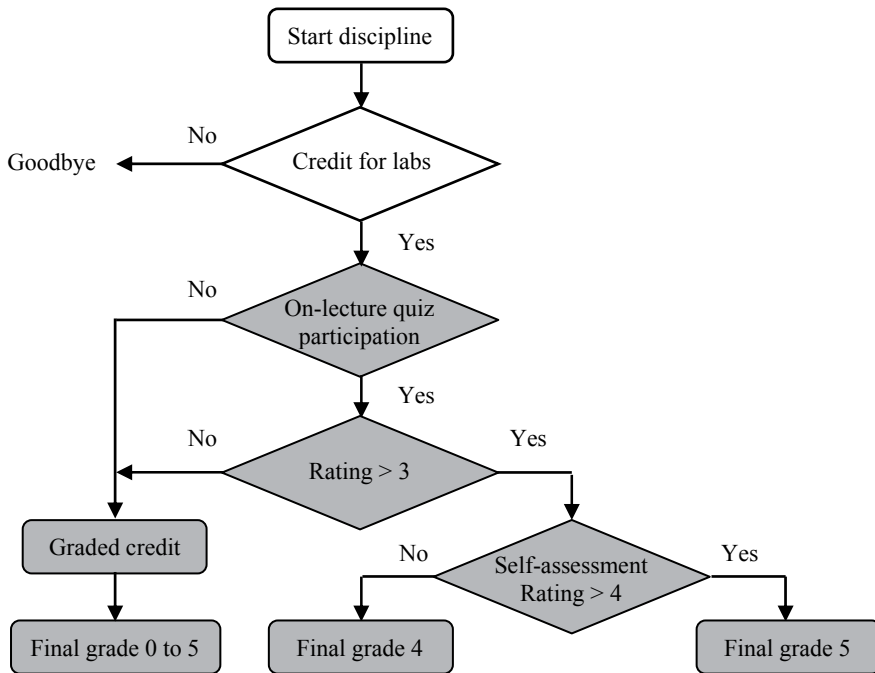 Start discipline
No
Goodbye
Credit for labs
Yes
No
On-lecture quiz
participation
Yes
No
Yes
Rating > 3
Graded credit
No
Self-assessment
Rating > 4
Yes
Final grade 0 to 5
Final grade 4
Final grade 5